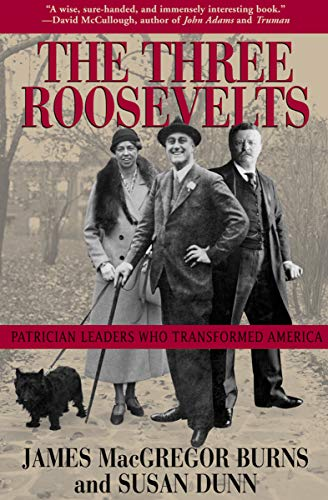 "A wise, sure-handed, and immensely interesting book."
—David McCullough, author of John Adams and Truman
THE THREE
ROOSEVELTS
PATRICIAN LEADERS WHO TRANSFORMED AMERICA
JAMES MacGREGOR BURNS
and SUSAN DUNN